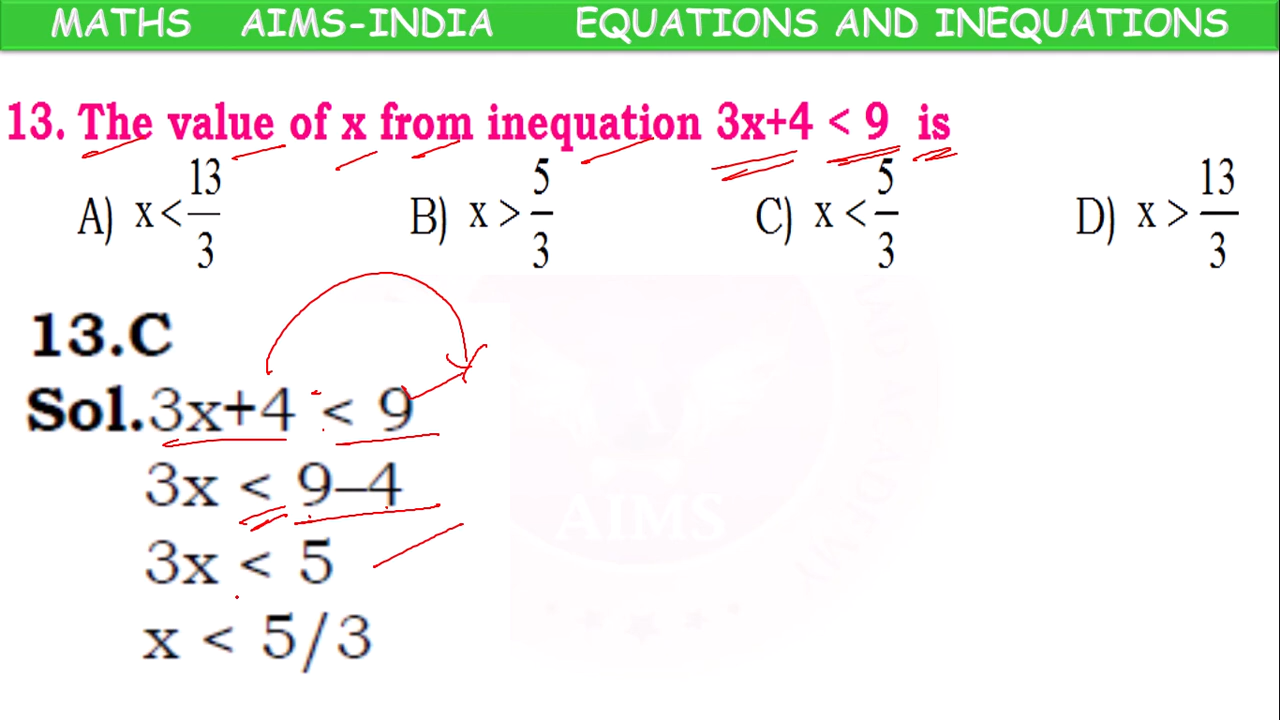 MATHS AIMS-INDIA EQUATIONS AND INEQUATIONS
13. The value of x from inequation 3x+4 < 9 is
A) x < 13/3 B) x > 5/3 C) x < 5/3 D) x > 13/3
13.C
Sol.3x+4 < 9
3x < 9–4
3x < 5
x < 5/3
AIMS